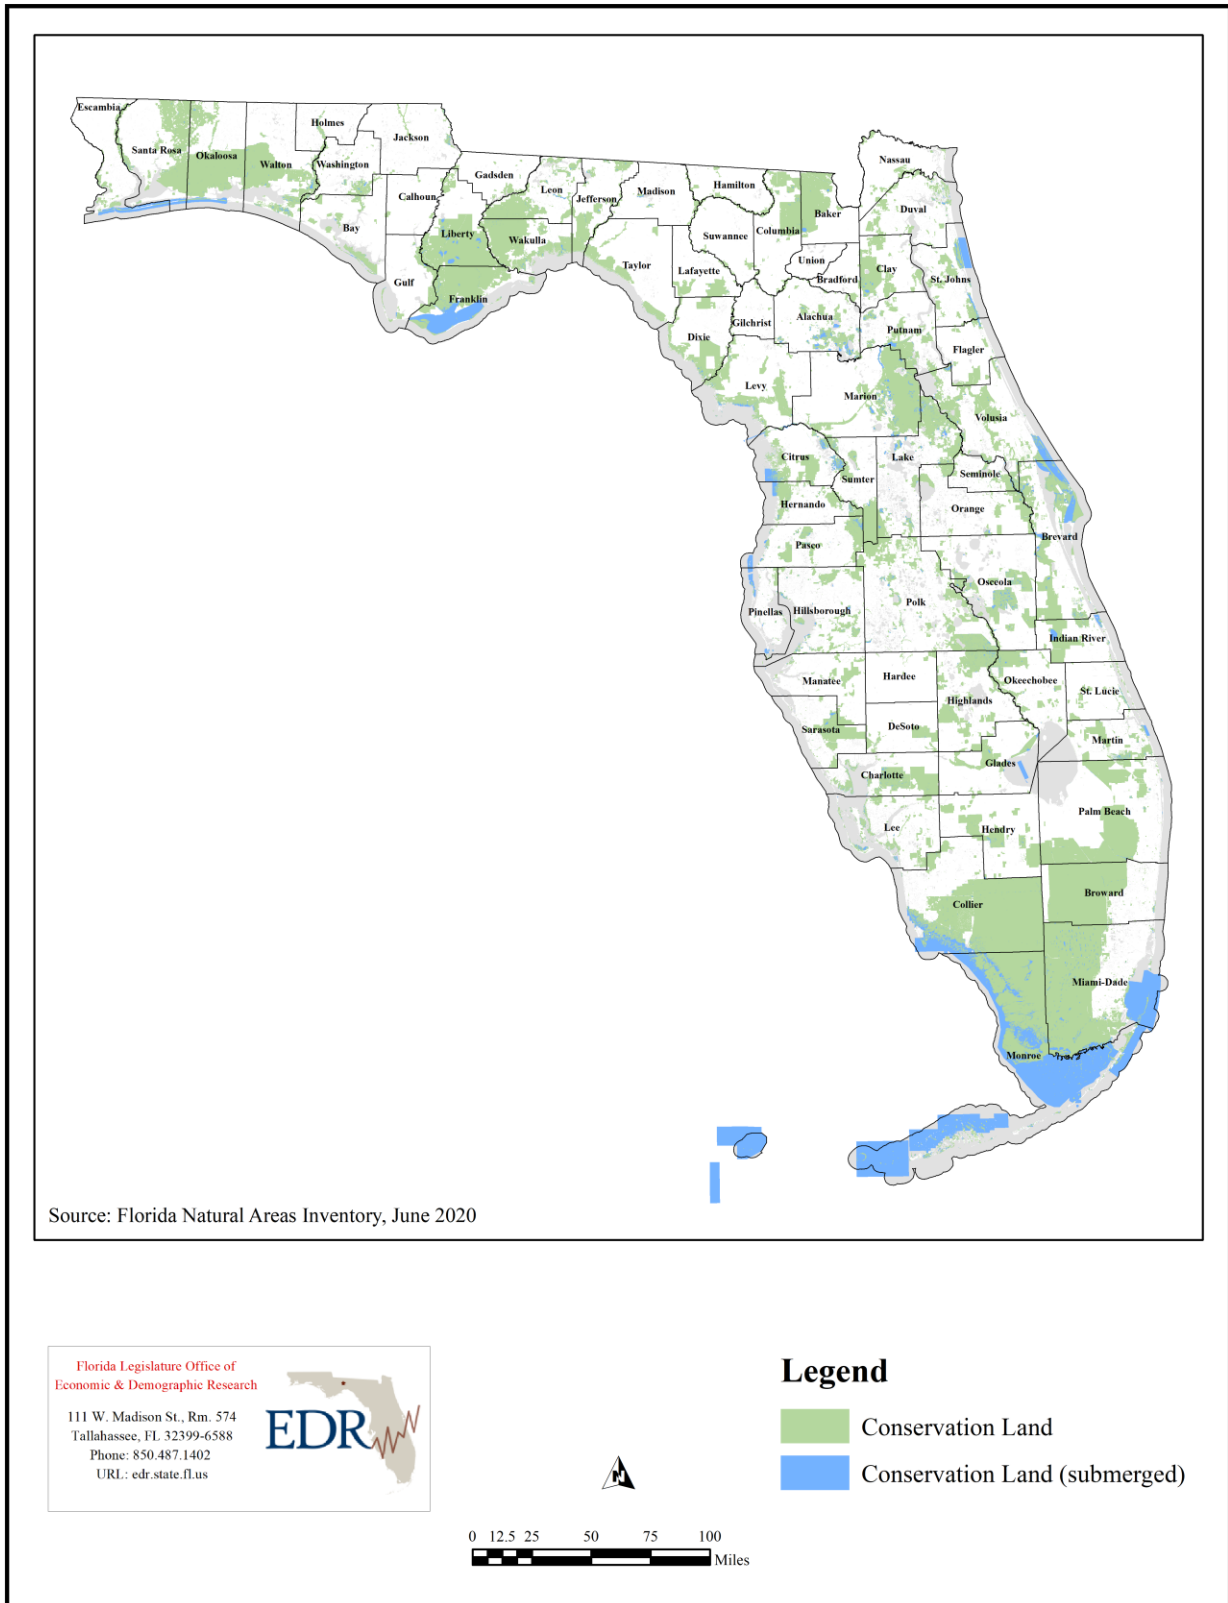 Escambia
Santa Rosa
Okaloosa
Walton
Holmes
Washington
Jackson
Bay
Calhoun
Gulf
Gadsden
Liberty
Franklin
Leon
Wakulla
Jefferson
Madison
Taylor
Hamilton
Suwannee
Lafayette
Dixie
Columbia
Baker
Union
Bradford
Gilchrist
Alachua
Levy
Nassau
Duval
Clay
St. Johns
Putnam
Flagler
Marion
Volusia
Citrus
Sumter
Lake
Seminole
Hernando
Orange
Pasco
Brevard
Osceola
Pinellas
Hillsborough
Polk
Indian River
Manatee
Hardee
Highlands
Okeechobee
St. Lucie
Sarasota
DeSoto
Martin
Charlotte
Glades
Lee
Hendry
Palm Beach
Collier
Broward
Miami-Dade
Monroe
Source: Florida Natural Areas Inventory, June 2020
Florida Legislature Office of
Economic & Demographic Research
111 W. Madison St., Rm. 574
Tallahassee, FL 32399-6588
Phone: 850.487.1402
URL: edr.state.fl.us
EDR
N
0 12.5 25 50 75 100
Miles
Legend
Conservation Land
Conservation Land (submerged)